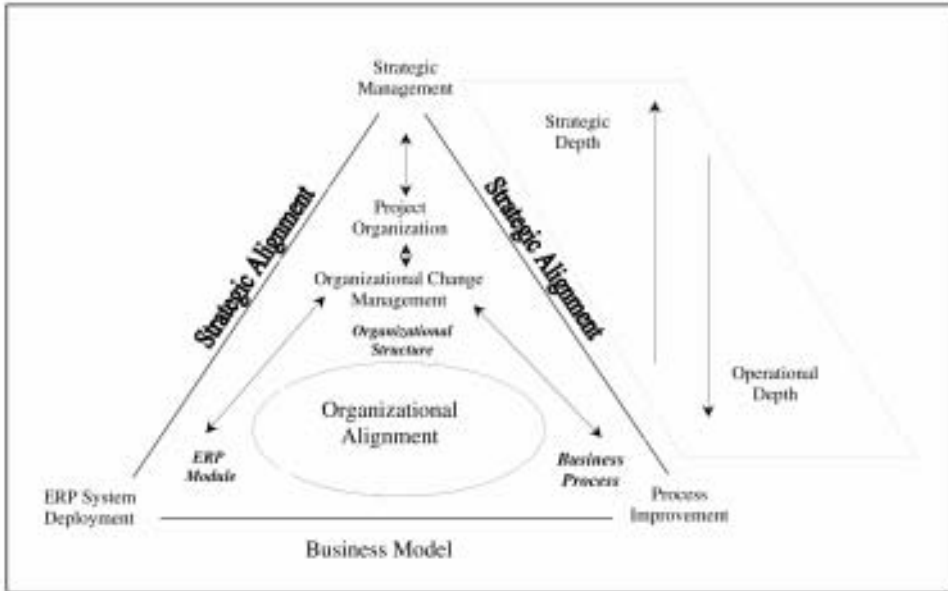 Strategic
Management
Strategic
Depth
Strategic Alignment
Strategic Alignment
Project
Organization
Organizational Change
Management
Organizational
Structure
Operational
Depth
Organizational
Alignment
ERP
Module
Business
Process
ERP System
Deployment
Process
Improvement
Business Model